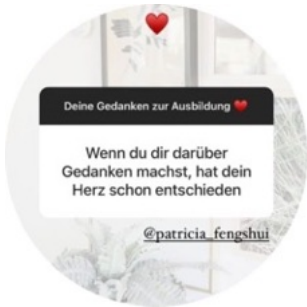 Deine Gedanken zur Ausbildung ❤️
Wenn du dir darüber
Gedanken machst, hat dein
Herz schon entschieden
@patricia_fengshui